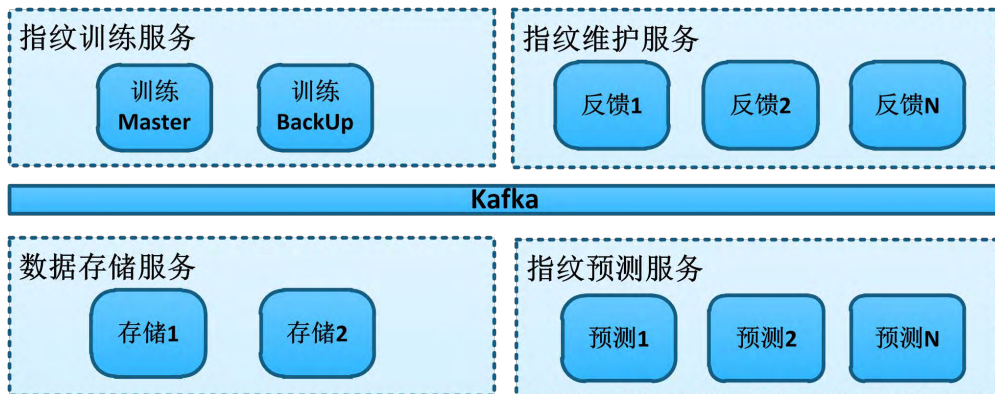 指纹训练服务
训练
Master
训练
BackUp
指纹维护服务
反馈1
反馈2
反馈N
Kafka
数据存储服务
存储1
存储2
指纹预测服务
预测1
预测2
预测N